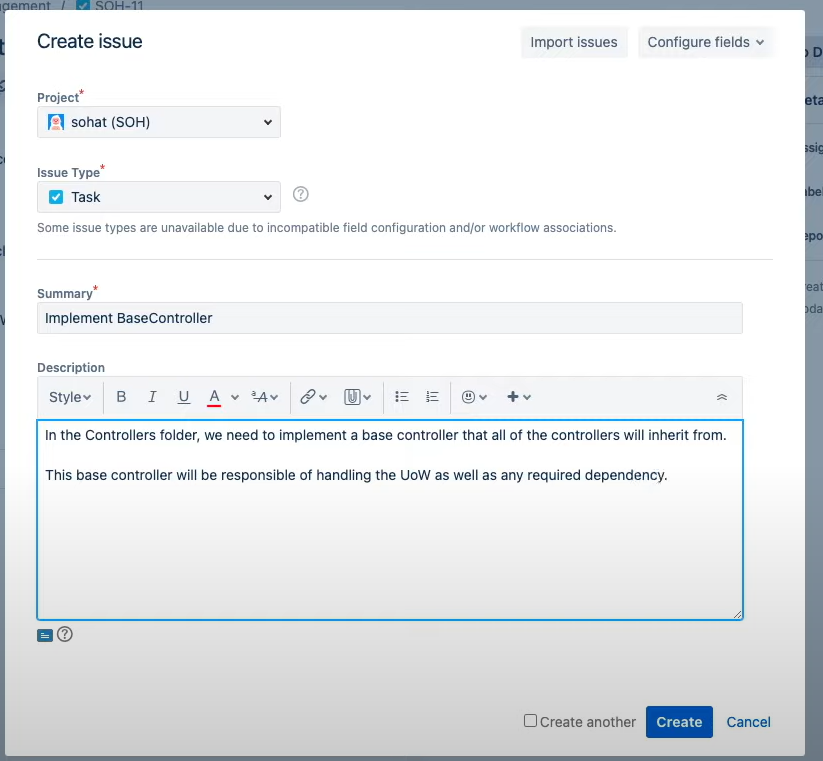 SOH-11
Create issue
Import issues
Configure fields
Project*
sohat (SOH)
Issue Type*
Task
Some issue types are unavailable due to incompatible field configuration and/or workflow associations.
Summary*
Implement BaseController
Description
Style
B I U A
In the Controllers folder, we need to implement a base controller that all of the controllers will inherit from.
This base controller will be responsible of handling the UoW as well as any required dependency.
Create another
Create
Cancel